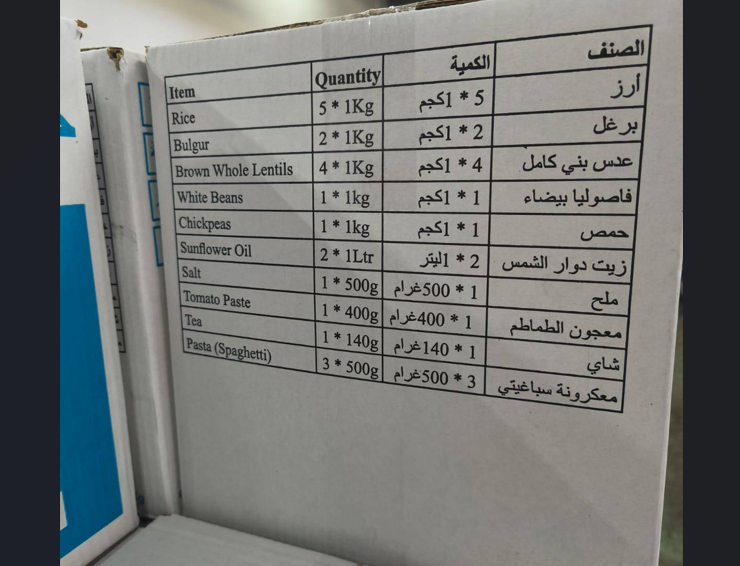 Item Quantity الكمية الصنف
Rice 5 * 1Kg 5 * 1كجم أرز
Bulgur 2 * 1Kg 2 * 1كجم برغل
Brown Whole Lentils 4 * 1Kg 4 * 1كجم عدس بني كامل
White Beans 1 * 1kg 1 * 1كجم فاصوليا بيضاء
Chickpeas 1 * 1kg 1 * 1كجم حمص
Sunflower Oil 2 * 1Ltr 2 * 1ليتر زيت دوار الشمس
Salt 1 * 500g 1 * 500غرام ملح
Tomato Paste 1 * 400g 1 * 400غرام معجون الطماطم
Tea 1 * 140g 1 * 140غرام شاي
Pasta (Spaghetti) 3 * 500g 3 * 500غرام معكرونة سباغيتي